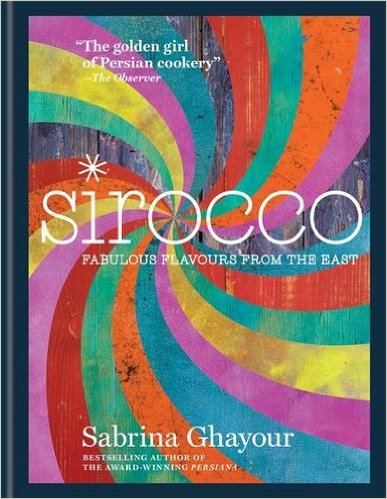 “The golden girl
of Persian cookery”
—The Observer
sirocco
FABULOUS FLAVOURS FROM THE EAST
Sabrina Ghayour
BESTSELLING AUTHOR OF
THE AWARD-WINNING PERSIANA